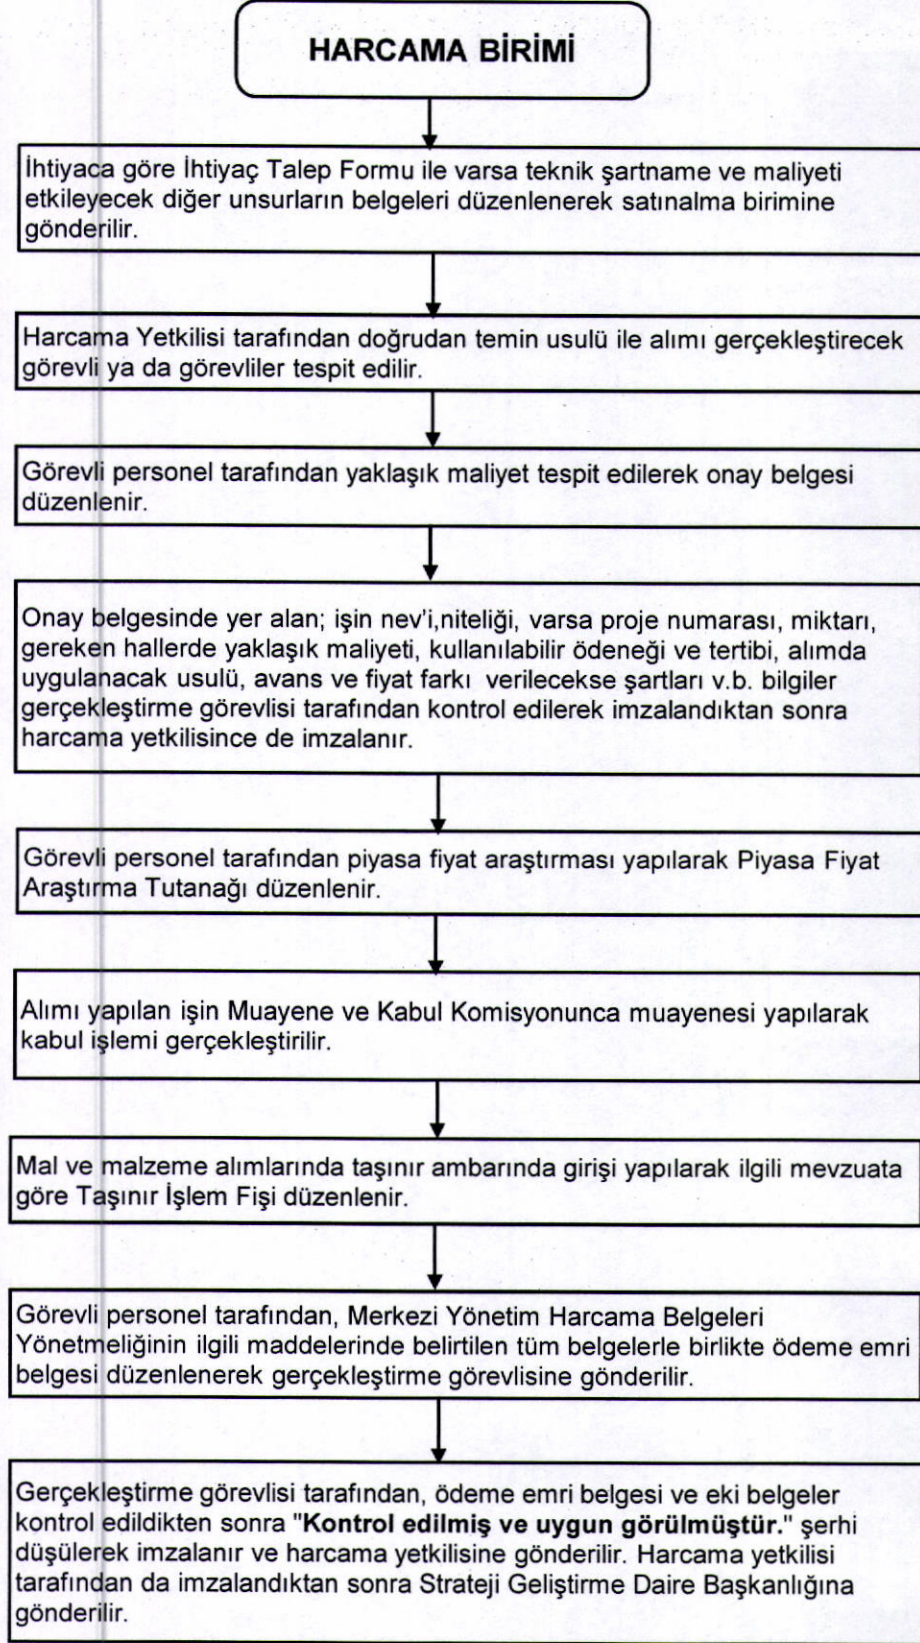 HARCAMA BİRİMİ
İhtiyaca göre İhtiyaç Talep Formu ile varsa teknik şartname ve maliyeti
etkileyecek diğer unsurların belgeleri düzenlenerek satınalma birimine
gönderilir.
Harcama Yetkilisi tarafından doğrudan temin usulü ile alımı gerçekleştirecek
görevli ya da görevliler tespit edilir.
Görevli personel tarafından yaklaşık maliyet tespit edilerek onay belgesi
düzenlenir.
Onay belgesinde yer alan; işin nev'i,niteliği, varsa proje numarası, miktarı,
gereken hallerde yaklaşık maliyeti, kullanılabilir ödeneği ve tertibi, alımda
uygulanacak usulü, avans ve fiyat farkı  verilecekse şartları v.b. bilgiler
gerçekleştirme görevlisi tarafından kontrol edilerek imzalandıktan sonra
harcama yetkilisince de imzalanır.
Görevli personel tarafından piyasa fiyat araştırması yapılarak Piyasa Fiyat
Araştırma Tutanağı düzenlenir.
Alımı yapılan işin Muayene ve Kabul Komisyonunca muayenesi yapılarak
kabul işlemi gerçekleştirilir.
Mal ve malzeme alımlarında taşınır ambarında girişi yapılarak ilgili mevzuata
göre Taşınır İşlem Fişi düzenlenir.
Görevli personel tarafından, Merkezi Yönetim Harcama Belgeleri
Yönetmeliğinin ilgili maddelerinde belirtilen tüm belgelerle birlikte ödeme emri
belgesi düzenlenerek gerçekleştirme görevlisine gönderilir.
Gerçekleştirme görevlisi tarafından, ödeme emri belgesi ve eki belgeler
kontrol edildikten sonra "Kontrol edilmiş ve uygun görülmüştür." şerhi
düşülerek imzalanır ve harcama yetkilisine gönderilir. Harcama yetkilisi
tarafından da imzalandıktan sonra Strateji Geliştirme Daire Başkanlığına
gönderilir.